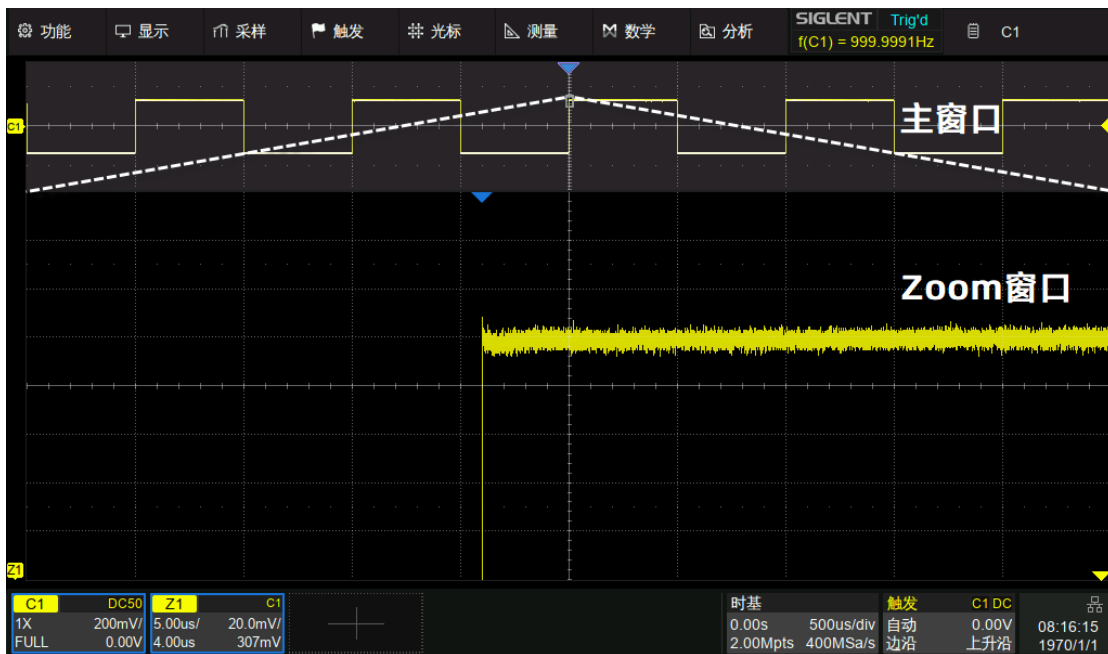 功能 显示 采样 触发 光标 测量 数学 分析 SIGLENT Trig'd C1
f(C1) = 999.9991Hz
C1 主窗口
Zoom窗口
Z1
C1 DC50 Z1 C1 时基 触发 C1 DC
1X 200mV/ 5.00us/ 20.0mV/ 0.00s 500us/div 自动 0.00V 08:16:15
FULL 0.00V 4.00us 307mV 2.00Mpts 400MSa/s 边沿 上升沿 1970/1/1